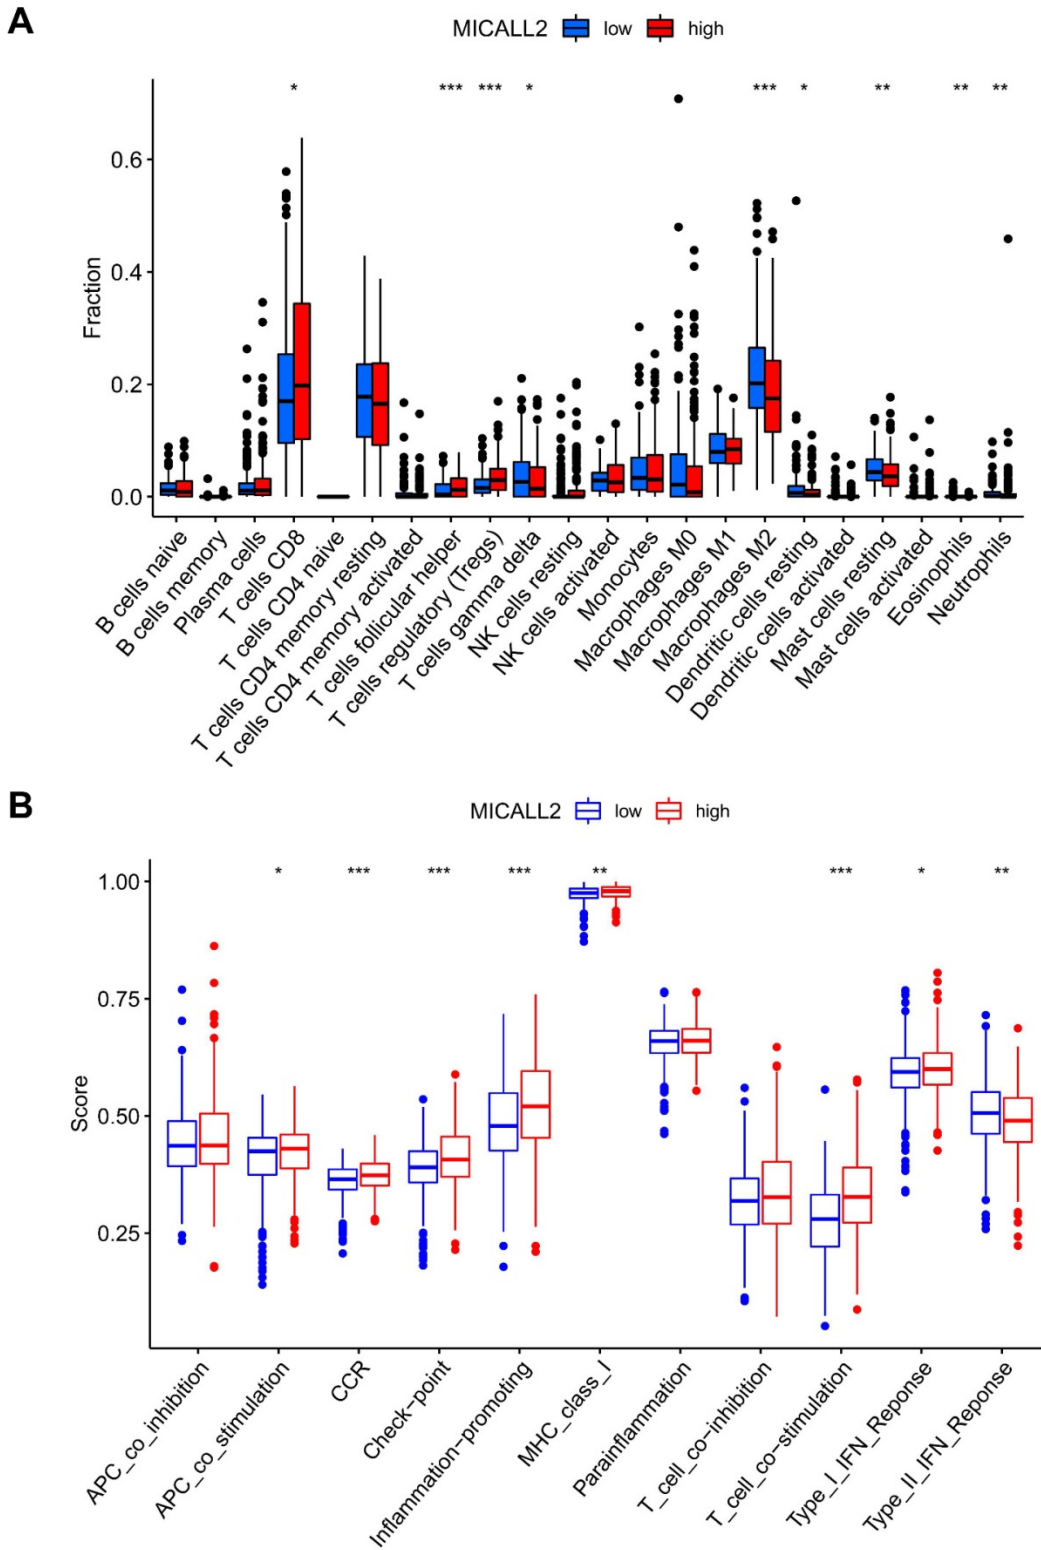 A
MICALL2 low high
* *** *** * *** * ** ** **
Fraction
0.6
0.4
0.2
0.0
B cells naive
B cells memory
Plasma cells
T cells CD8
T cells CD4 naive
T cells CD4 memory resting
T cells CD4 memory activated
T cells follicular helper
T cells regulatory (Tregs)
T cells gamma delta
NK cells resting
NK cells activated
Monocytes
Macrophages M0
Macrophages M1
Macrophages M2
Dendritic cells resting
Dendritic cells activated
Mast cells resting
Mast cells activated
Eosinophils
Neutrophils
B
MICALL2 low high
* *** *** *** ** *** * **
Score
1.00
0.75
0.50
0.25
APC_co_inhibition
APC_co_stimulation
CCR
Check-point
Inflammation-promoting
MHC_class_I
Parainflammation
T_cell_co-inhibition
T_cell_co-stimulation
Type_I_IFN_Reponse
Type_II_IFN_Reponse